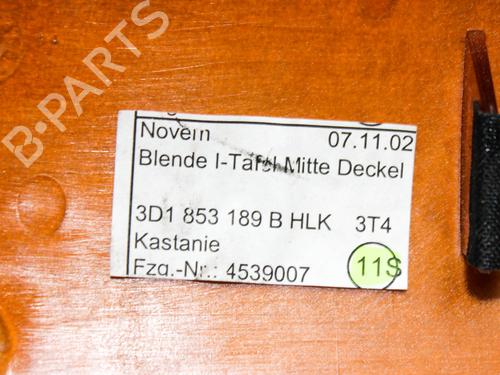 B-PARTS
Novem 07.11.02
Blende I-Tafel Mitte Deckel
3D1 853 189 B HLK 3T4
Kastanie
Fzg.-Nr.: 4539007 11S
B-PARTS